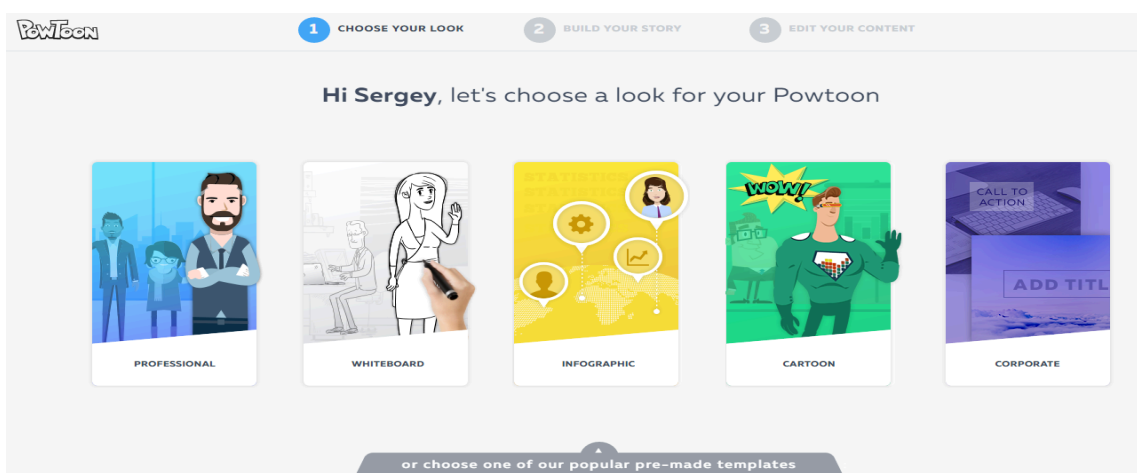 POWTOON
1 CHOOSE YOUR LOOK
2 BUILD YOUR STORY
3 EDIT YOUR CONTENT
Hi Sergey, let's choose a look for your Powtoon
STATISTICS
WOW!
CALL TO
ACTION
ADD TITL
PROFESSIONAL
WHITEBOARD
INFOGRAPHIC
CARTOON
CORPORATE
or choose one of our popular pre-made templates